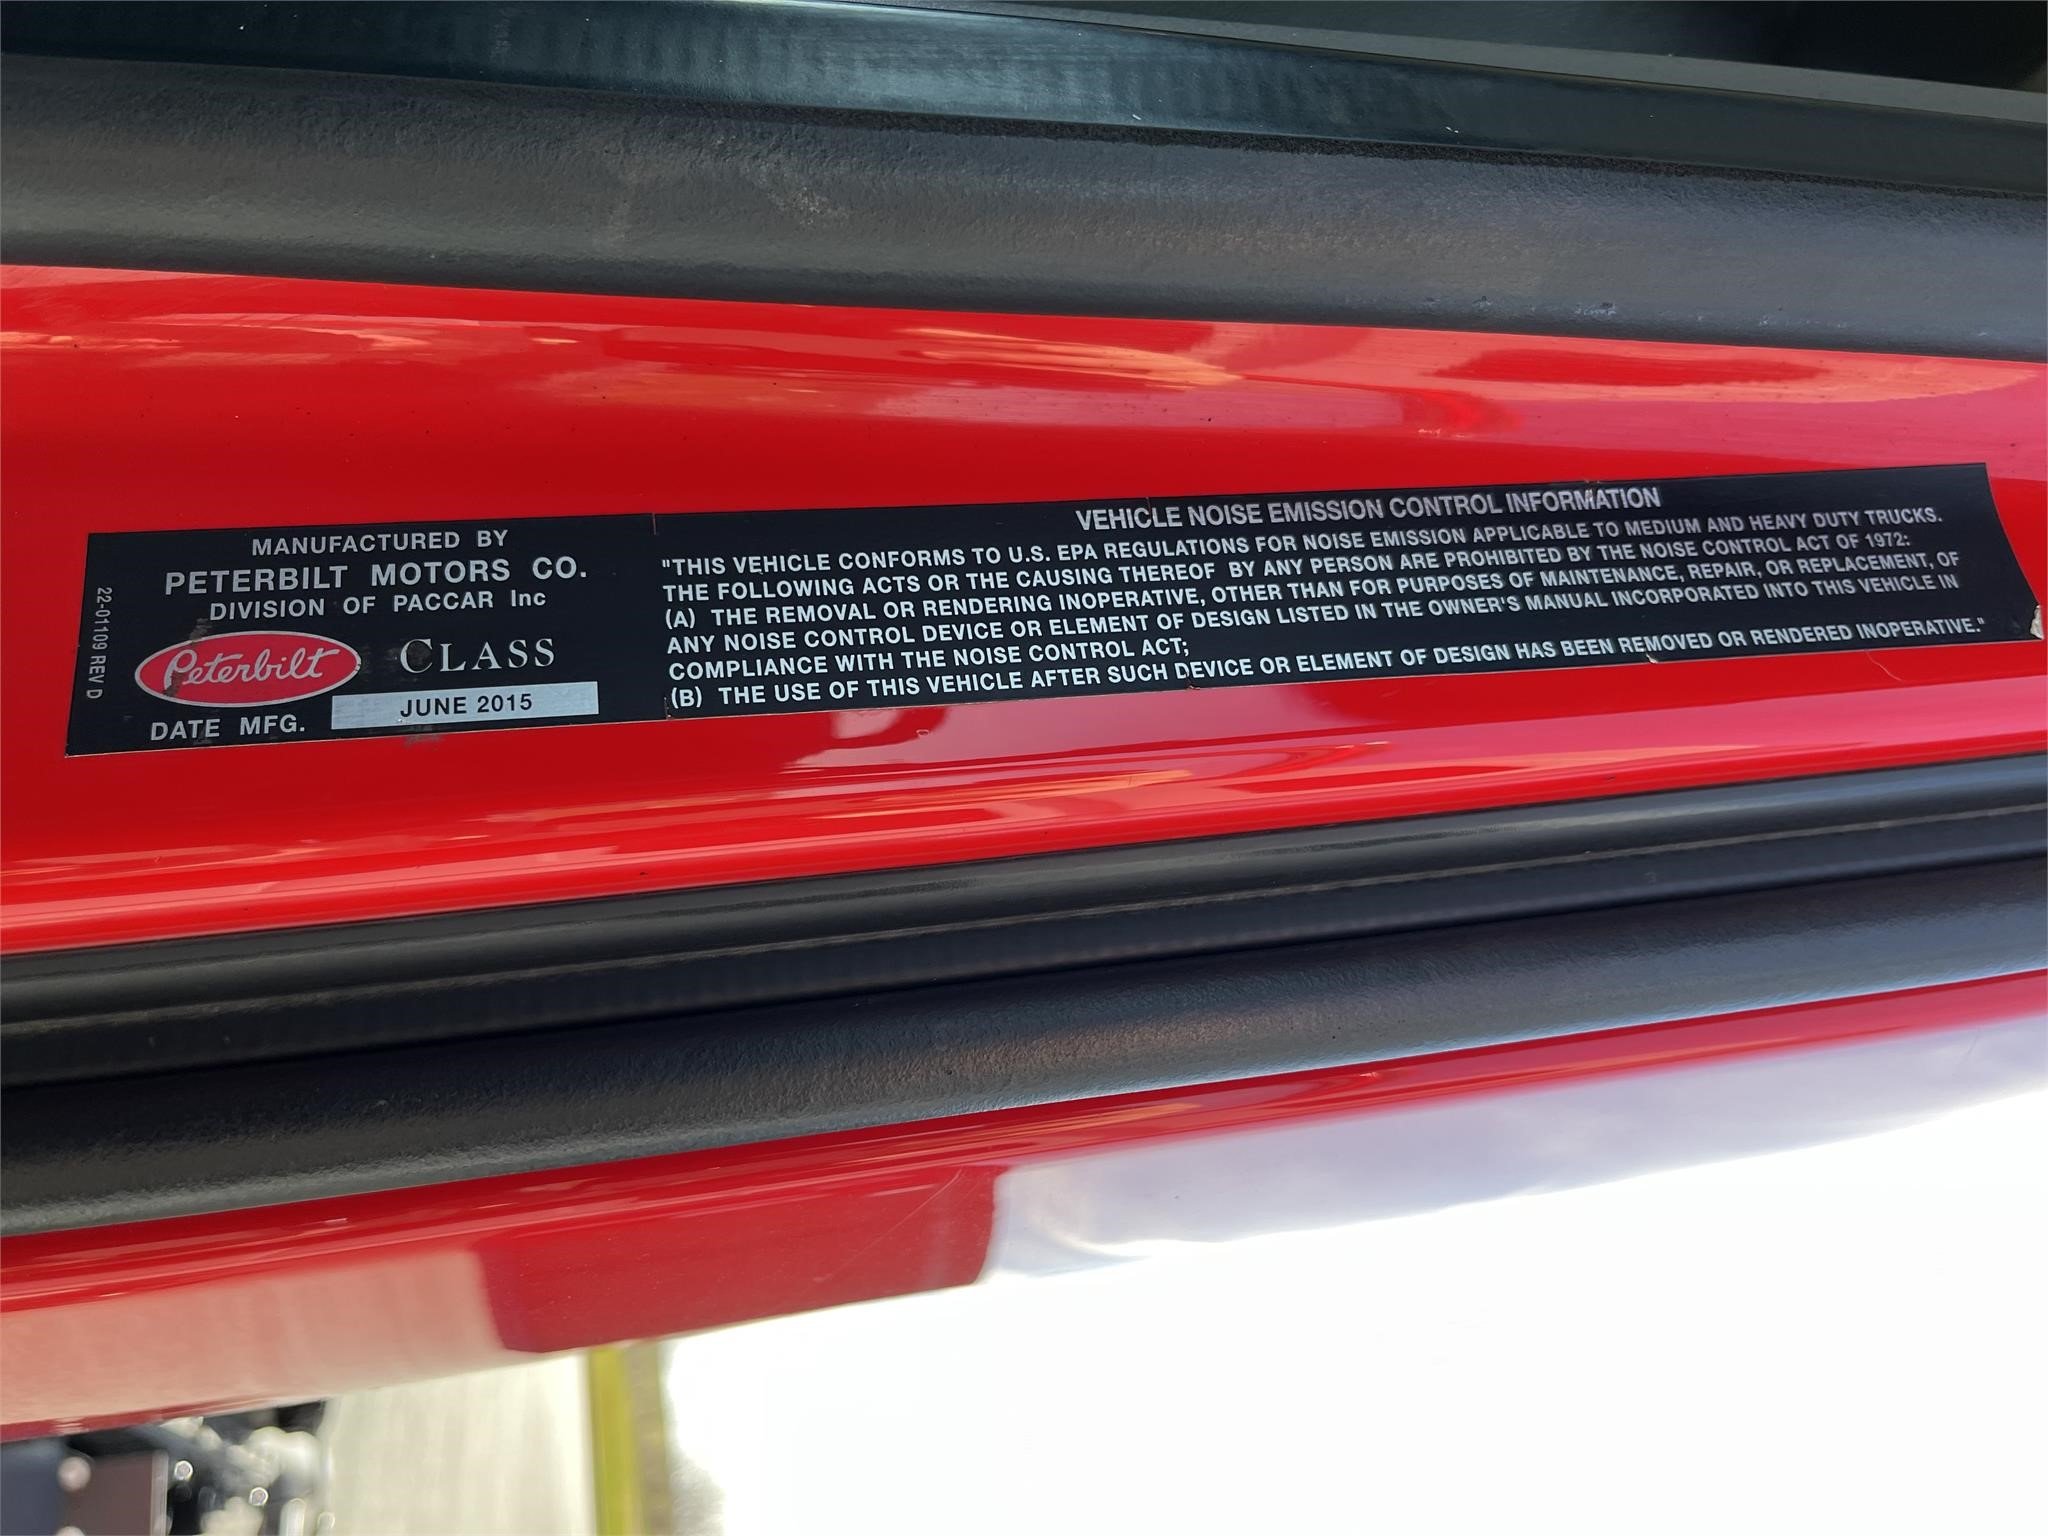 MANUFACTURED BY
PETERBILT MOTORS CO.
DIVISION OF PACCAR Inc
Peterbilt CLASS
DATE MFG. JUNE 2015
22-01109 REV D
VEHICLE NOISE EMISSION CONTROL INFORMATION
"THIS VEHICLE CONFORMS TO U.S. EPA REGULATIONS FOR NOISE EMISSION APPLICABLE TO MEDIUM AND HEAVY DUTY TRUCKS.
THE FOLLOWING ACTS OR THE CAUSING THEREOF BY ANY PERSON ARE PROHIBITED BY THE NOISE CONTROL ACT OF 1972:
(A) THE REMOVAL OR RENDERING INOPERATIVE, OTHER THAN FOR PURPOSES OF MAINTENANCE, REPAIR, OR REPLACEMENT, OF
ANY NOISE CONTROL DEVICE OR ELEMENT OF DESIGN LISTED IN THE OWNER'S MANUAL INCORPORATED INTO THIS VEHICLE IN
COMPLIANCE WITH THE NOISE CONTROL ACT;
(B) THE USE OF THIS VEHICLE AFTER SUCH DEVICE OR ELEMENT OF DESIGN HAS BEEN REMOVED OR RENDERED INOPERATIVE."